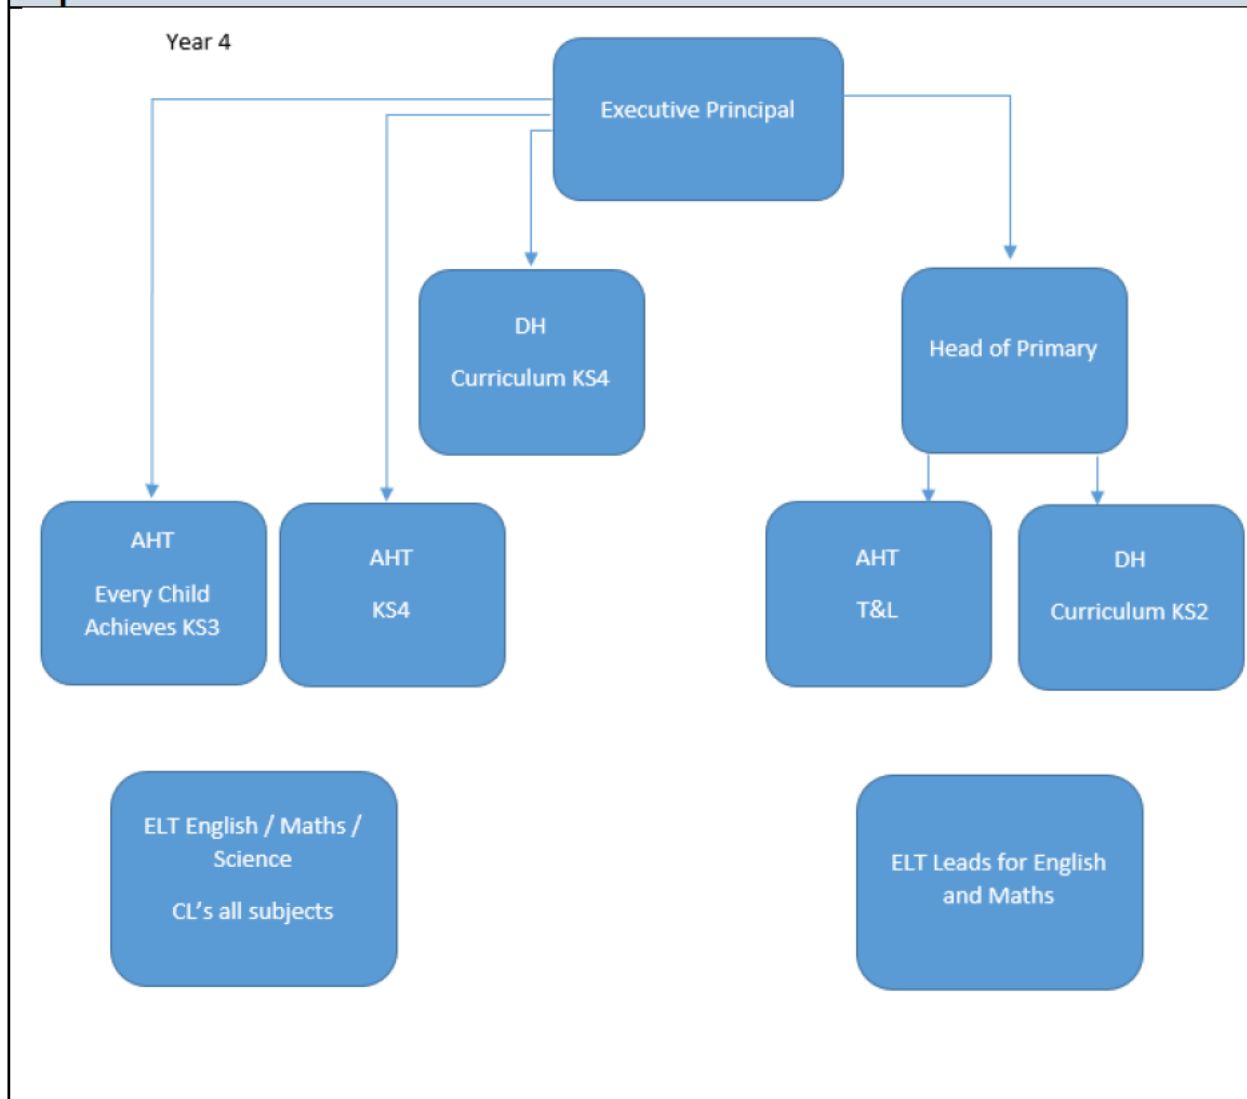 Year 4
Executive Principal
DH
Curriculum KS4
Head of Primary
AHT
Every Child
Achieves KS3
AHT
KS4
AHT
T&L
DH
Curriculum KS2
ELT English / Maths /
Science
CL's all subjects
ELT Leads for English
and Maths